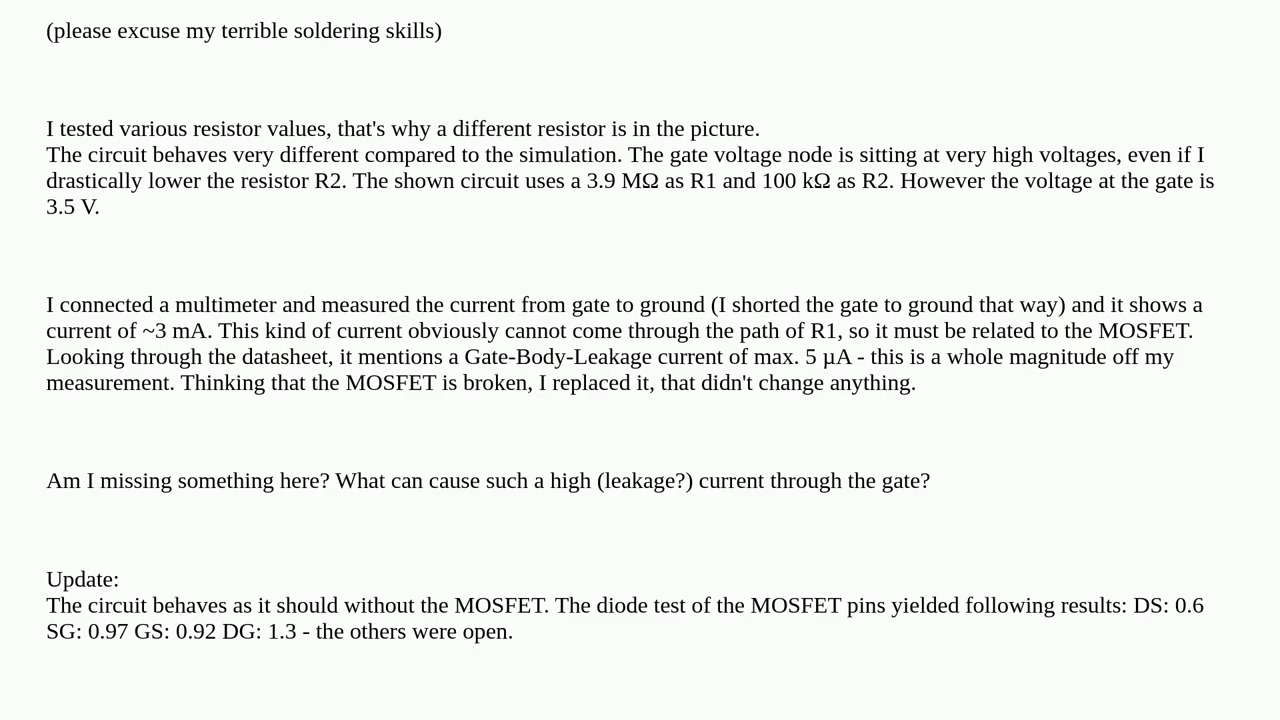 (please excuse my terrible soldering skills)
I tested various resistor values, that's why a different resistor is in the picture.
The circuit behaves very different compared to the simulation. The gate voltage node is sitting at very high voltages, even if I
drastically lower the resistor R2. The shown circuit uses a 3.9 MΩ as R1 and 100 kΩ as R2. However the voltage at the gate is
3.5 V.
I connected a multimeter and measured the current from gate to ground (I shorted the gate to ground that way) and it shows a
current of ~3 mA. This kind of current obviously cannot come through the path of R1, so it must be related to the MOSFET.
Looking through the datasheet, it mentions a Gate-Body-Leakage current of max. 5 µA - this is a whole magnitude off my
measurement. Thinking that the MOSFET is broken, I replaced it, that didn't change anything.
Am I missing something here? What can cause such a high (leakage?) current through the gate?
Update:
The circuit behaves as it should without the MOSFET. The diode test of the MOSFET pins yielded following results: DS: 0.6
SG: 0.97 GS: 0.92 DG: 1.3 - the others were open.